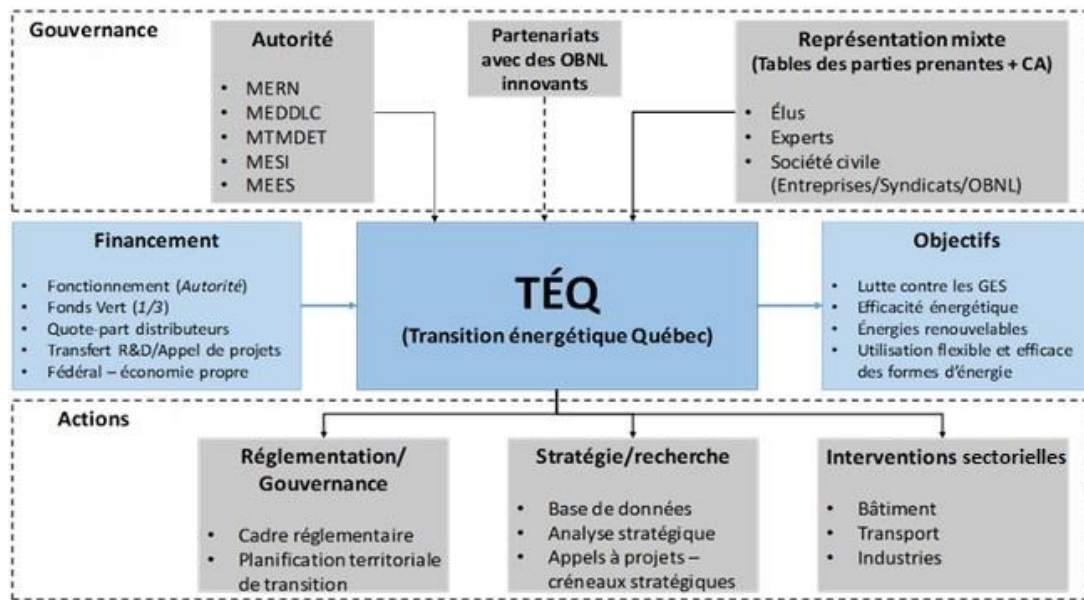 Gouvernance
Autorité
• MERN
• MEDDLC
• MTMDET
• MESI
• MEES
Partenariats
avec des OBNL
innovants
Représentation mixte
(Tables des parties prenantes + CA)
• Élus
• Experts
• Société civile
(Entreprises/Syndicats/OBNL)
Financement
• Fonctionnement (Autorité)
• Fonds Vert (1/3)
• Quote-part distributeurs
• Transfert R&D/Appel de projets
• Fédéral – économie propre
TÉQ
(Transition énergétique Québec)
Objectifs
• Lutte contre les GES
• Efficacité énergétique
• Énergies renouvelables
• Utilisation flexible et efficace
des formes d'énergie
Actions
Réglementation/
Gouvernance
• Cadre réglementaire
• Planification territoriale
de transition
Stratégie/recherche
• Base de données
• Analyse stratégique
• Appels à projets –
créneaux stratégiques
Interventions sectorielles
• Bâtiment
• Transport
• Industries